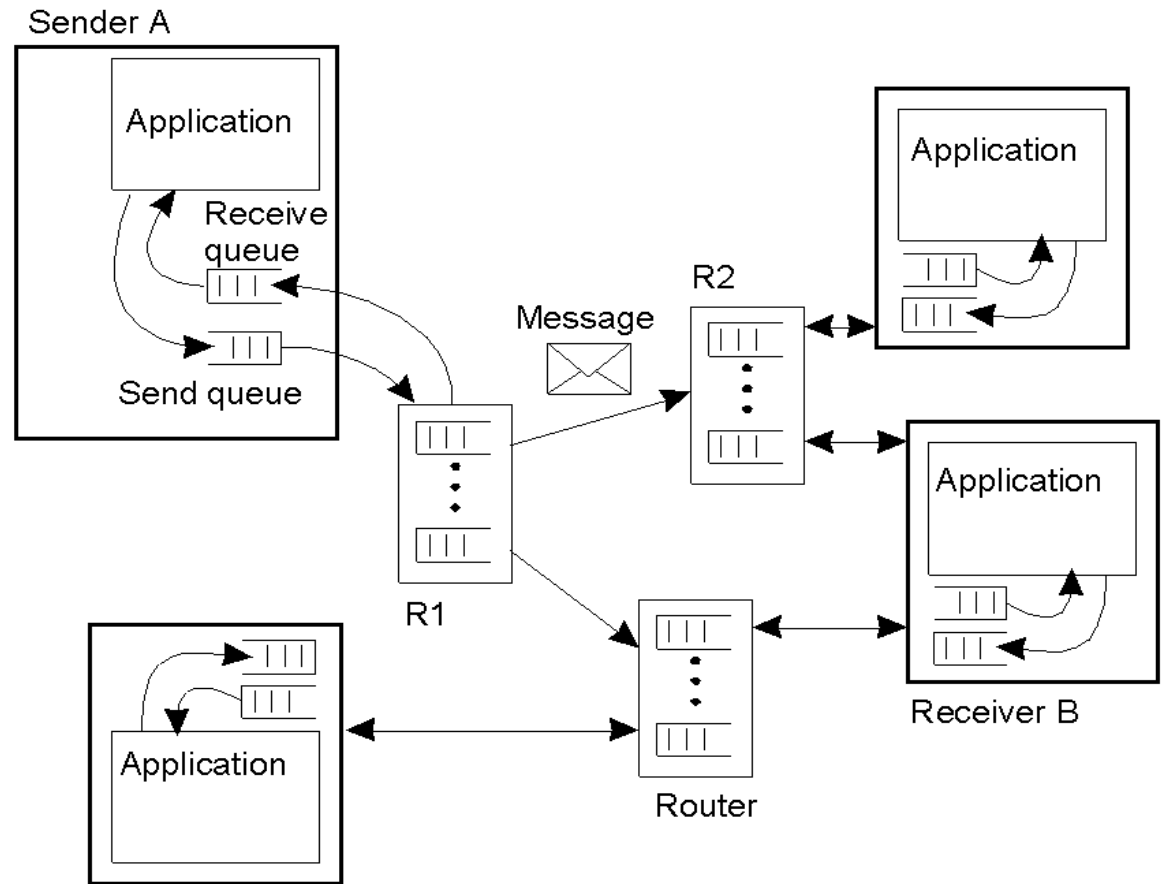 Sender A
Application
Receive
queue
Send queue
Message
R1
R2
Application
Application
Receiver B
Application
Router